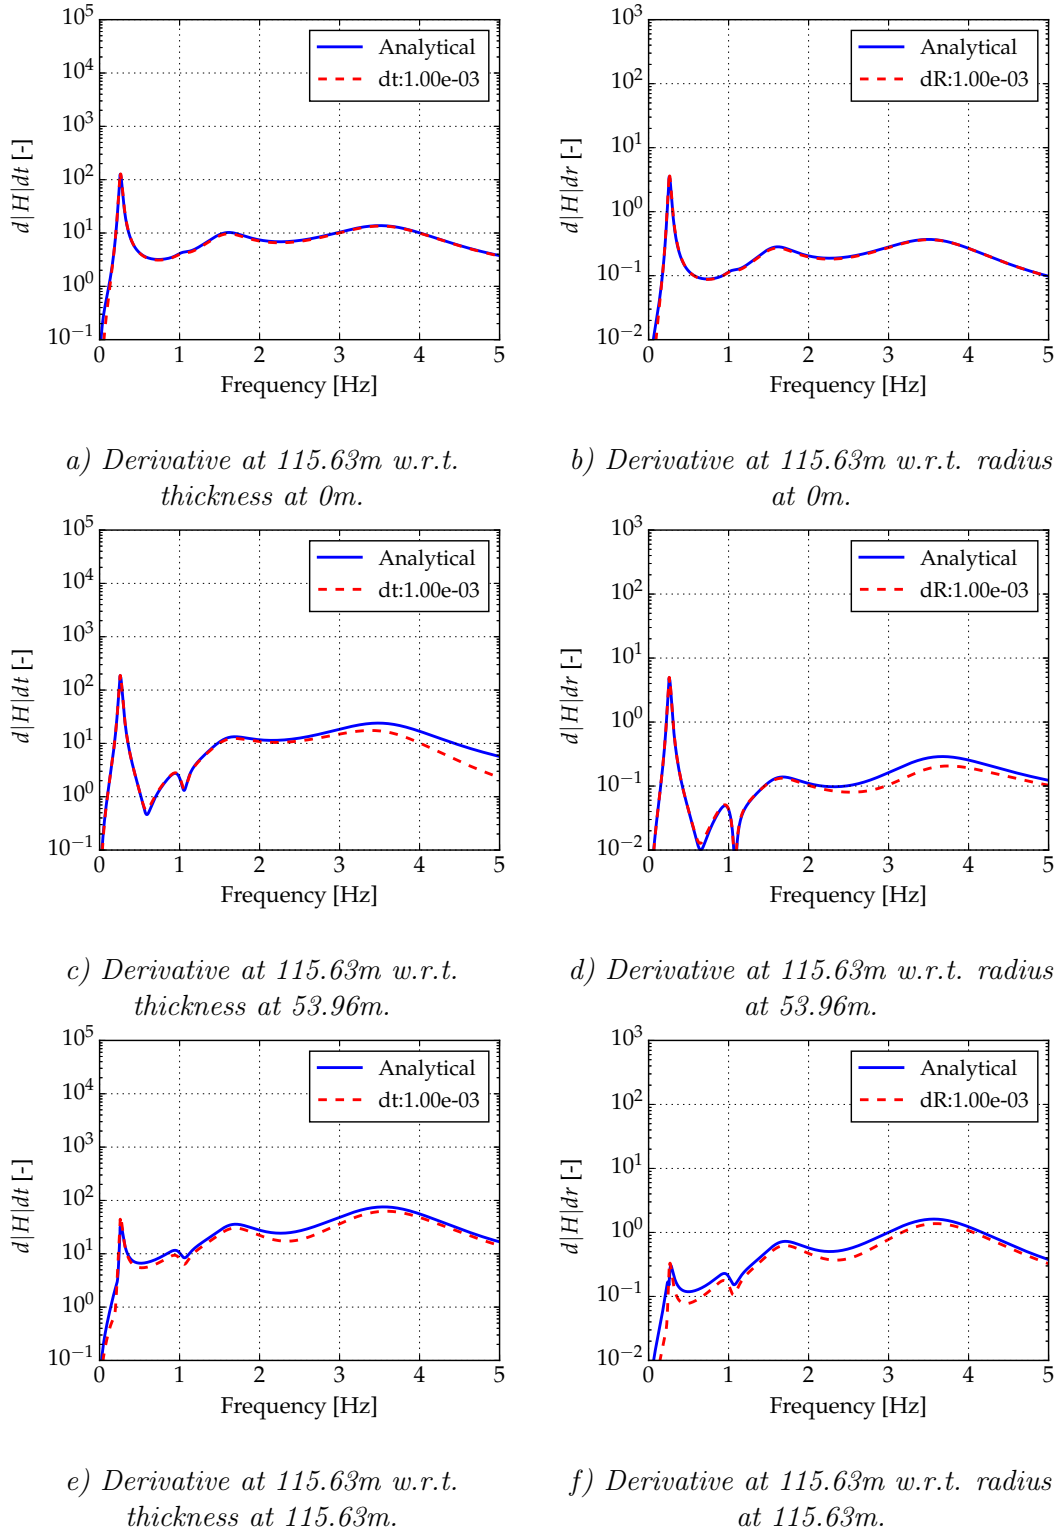 10^5
10^4
10^3
10^2
10^1
10^0
10^−1
d|H|dt [-]
Analytical
dt:1.00e-03
0 1 2 3 4 5
Frequency [Hz]
10^3
10^2
10^1
10^0
10^−1
10^−2
d|H|dr [-]
Analytical
dR:1.00e-03
0 1 2 3 4 5
Frequency [Hz]
a) Derivative at 115.63m w.r.t.
thickness at 0m.
b) Derivative at 115.63m w.r.t. radius
at 0m.
10^5
10^4
10^3
10^2
10^1
10^0
10^−1
d|H|dt [-]
Analytical
dt:1.00e-03
0 1 2 3 4 5
Frequency [Hz]
10^3
10^2
10^1
10^0
10^−1
10^−2
d|H|dr [-]
Analytical
dR:1.00e-03
0 1 2 3 4 5
Frequency [Hz]
c) Derivative at 115.63m w.r.t.
thickness at 53.96m.
d) Derivative at 115.63m w.r.t. radius
at 53.96m.
10^5
10^4
10^3
10^2
10^1
10^0
10^−1
d|H|dt [-]
Analytical
dt:1.00e-03
0 1 2 3 4 5
Frequency [Hz]
10^3
10^2
10^1
10^0
10^−1
10^−2
d|H|dr [-]
Analytical
dR:1.00e-03
0 1 2 3 4 5
Frequency [Hz]
e) Derivative at 115.63m w.r.t.
thickness at 115.63m.
f) Derivative at 115.63m w.r.t. radius
at 115.63m.